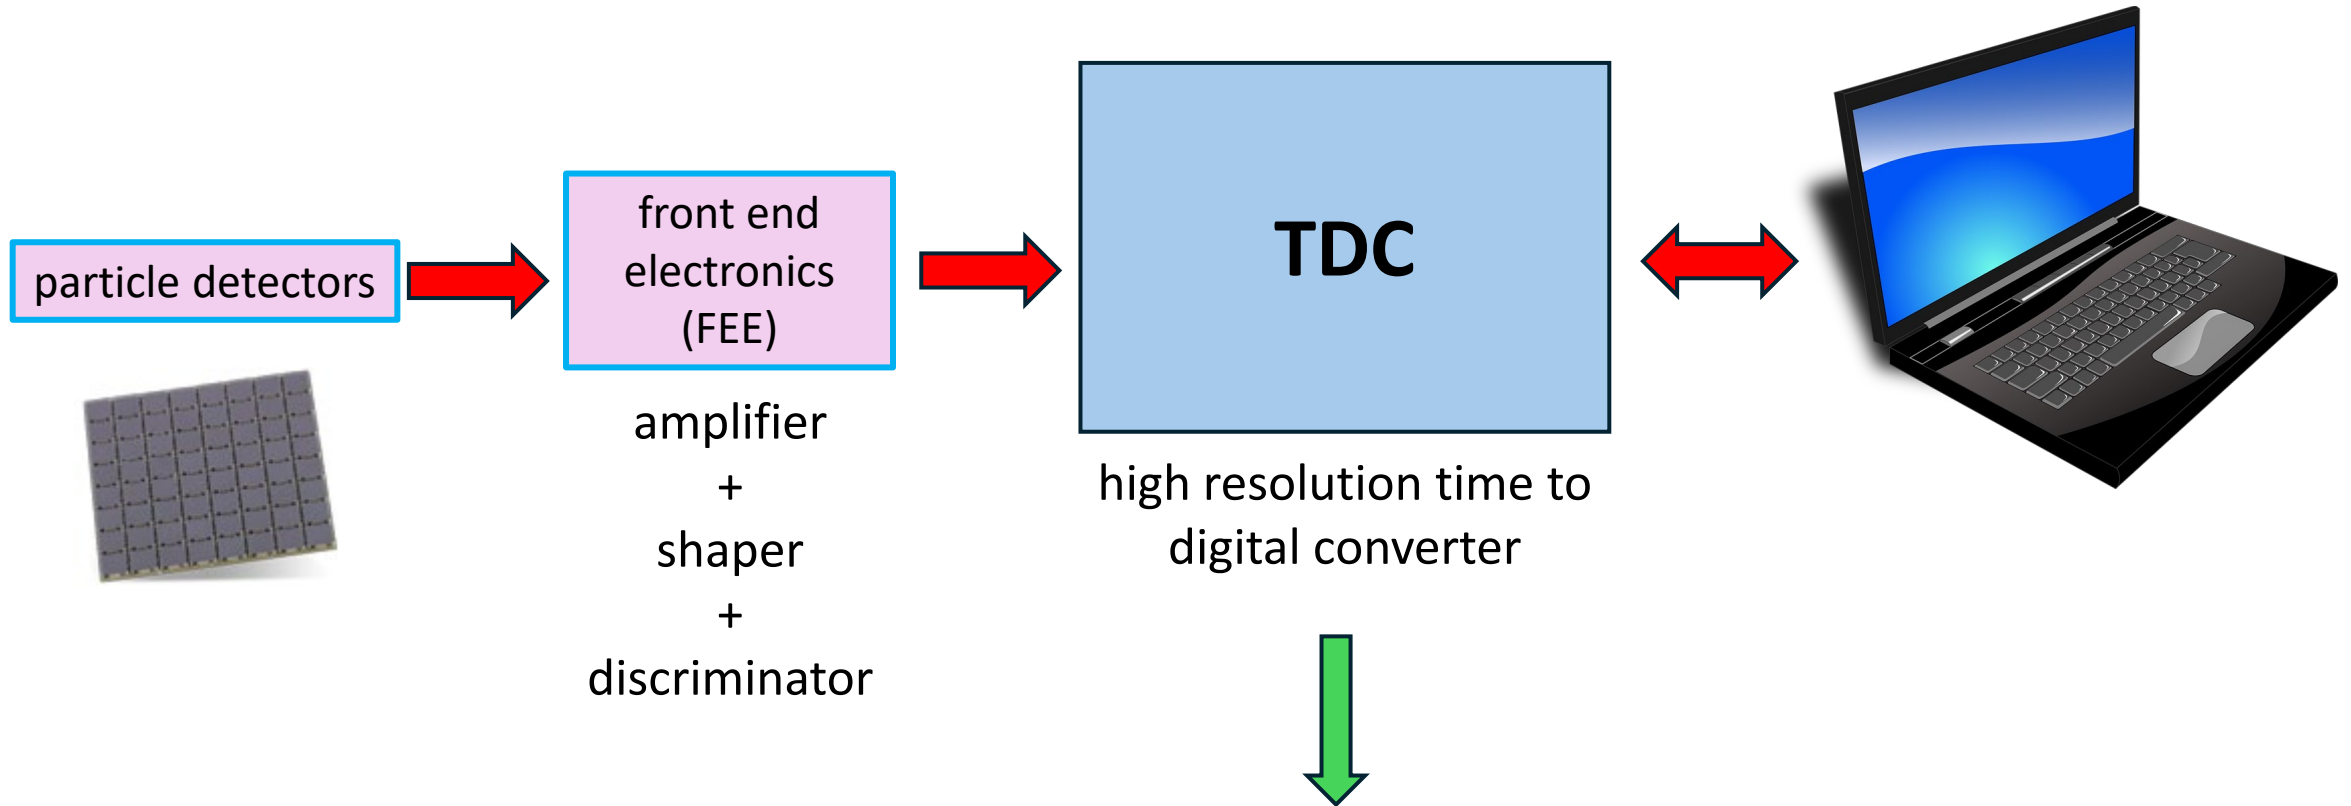 particle detectors
front end
electronics
(FEE)
amplifier
+
shaper
+
discriminator
TDC
high resolution time to
digital converter